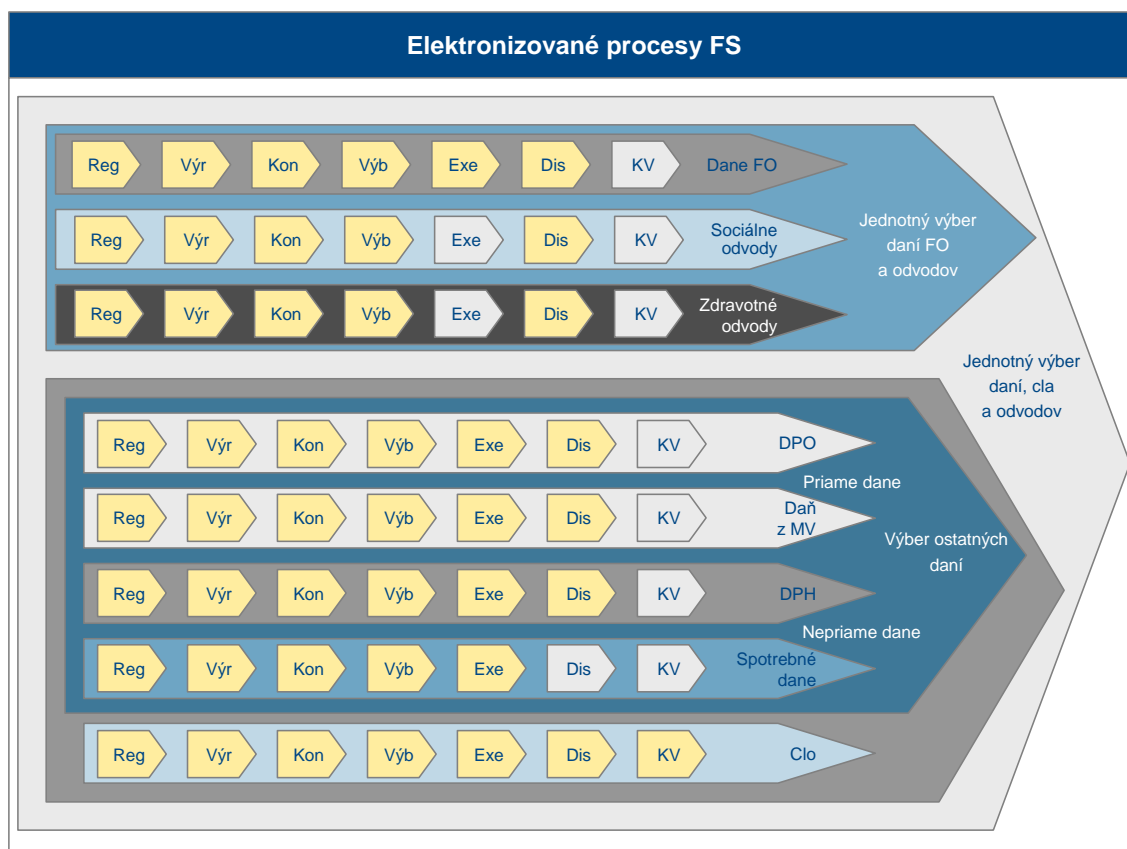 Elektronizované procesy FS
Reg Výr Kon Výb Exe Dis KV Dane FO
Reg Výr Kon Výb Exe Dis KV Sociálne
odvody
Reg Výr Kon Výb Exe Dis KV Zdravotné
odvody
Jednotný výber
daní FO
a odvodov
Jednotný výber
daní, cla
a odvodov
Reg Výr Kon Výb Exe Dis KV DPO
Priame dane
Reg Výr Kon Výb Exe Dis KV Daň
z MV
Výber ostatných
daní
Reg Výr Kon Výb Exe Dis KV DPH
Nepriame dane
Reg Výr Kon Výb Exe Dis KV Spotrebné
dane
Reg Výr Kon Výb Exe Dis KV Clo